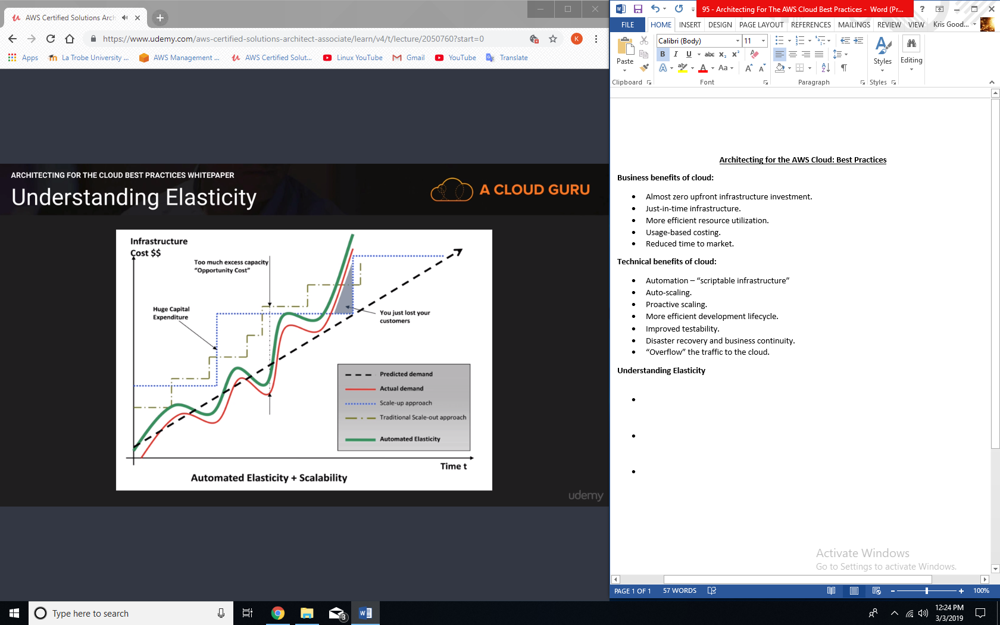 AWS Certified Solutions Arch
https://www.udemy.com/aws-certified-solutions-architect-associate/learn/v4/t/lecture/2050760?start=0
K
Apps
La Trobe University ...
AWS Management ...
AWS Certified Solut...
Linux YouTube
Gmail
YouTube
Translate
ARCHITECTING FOR THE CLOUD BEST PRACTICES WHITEPAPER
Understanding Elasticity
A CLOUD GURU
Infrastructure
Cost $$
Too much excess capacity
“Opportunity Cost”
Huge Capital
Expenditure
You just lost your
customers
Predicted demand
Actual demand
Scale-up approach
Traditional Scale-out approach
Automated Elasticity
Time t
Automated Elasticity + Scalability
udemy
95 - Architecting For The AWS Cloud Best Practices - Word (Pr...
?
FILE HOME INSERT DESIGN PAGE LAYOUT REFERENCES MAILINGS REVIEW VIEW Kris Good...
Calibri (Body) 11
Paste
B I U abc x₂ x²
A ab A Aa A A
Styles
Editing
Clipboard Font Paragraph Styles
Architecting for the AWS Cloud: Best Practices
Business benefits of cloud:
• Almost zero upfront infrastructure investment.
• Just-in-time infrastructure.
• More efficient resource utilization.
• Usage-based costing.
• Reduced time to market.
Technical benefits of cloud:
• Automation – “scriptable infrastructure”
• Auto-scaling.
• Proactive scaling.
• More efficient development lifecycle.
• Improved testability.
• Disaster recovery and business continuity.
• “Overflow” the traffic to the cloud.
Understanding Elasticity
Activate Windows
Go to Settings to activate Windows.
PAGE 1 OF 1 57 WORDS 100%
Type here to search
3
12:24 PM
3/3/2019